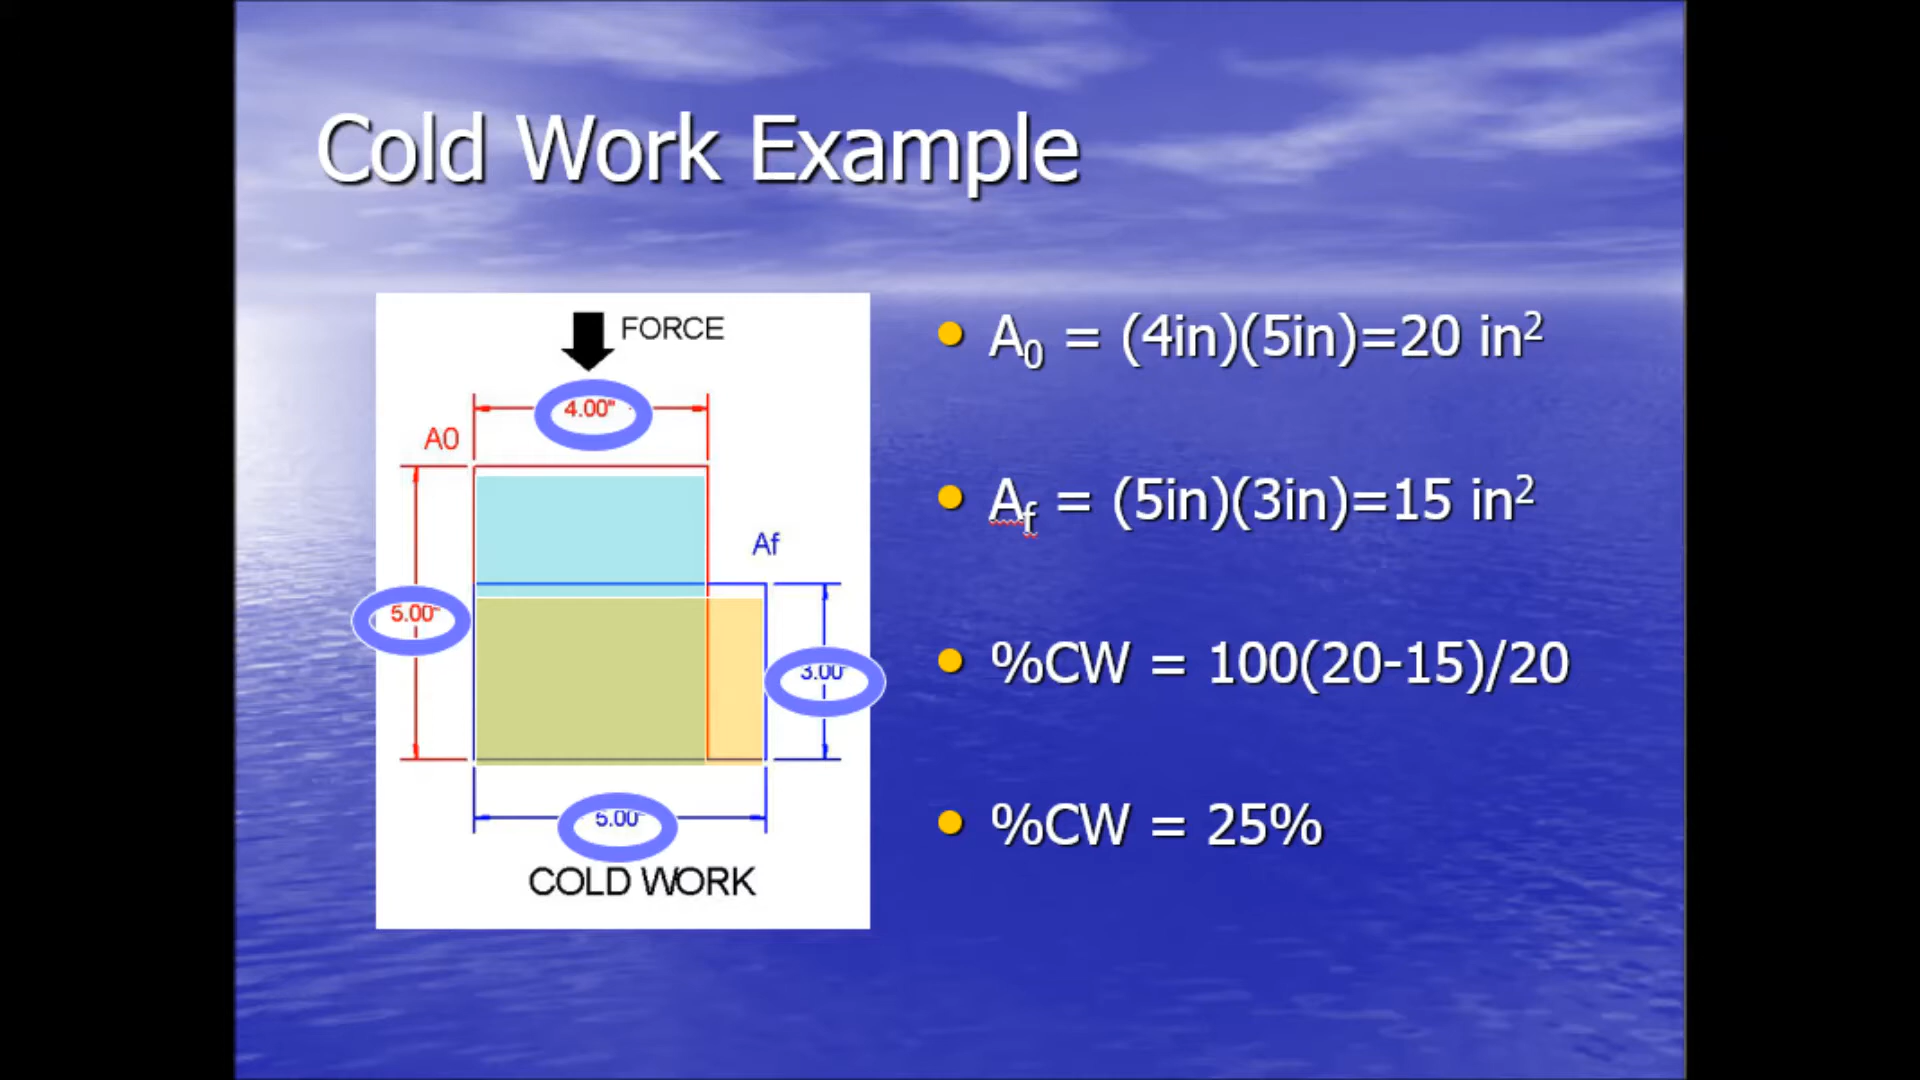 Cold Work Example
FORCE
4.00"
A0
Af
5.00"
3.00"
5.00"
COLD WORK
A₀ = (4in)(5in)=20 in²
A_f = (5in)(3in)=15 in²
%CW = 100(20-15)/20
%CW = 25%